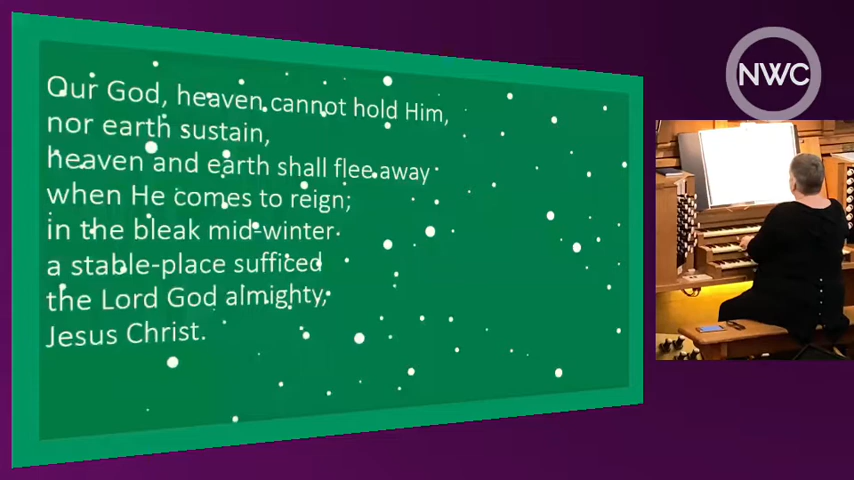 Our God, heaven cannot hold Him,
nor earth sustain,
heaven and earth shall flee away
when He comes to reign;
in the bleak mid-winter
a stable-place sufficed
the Lord God almighty,
Jesus Christ.
NWC